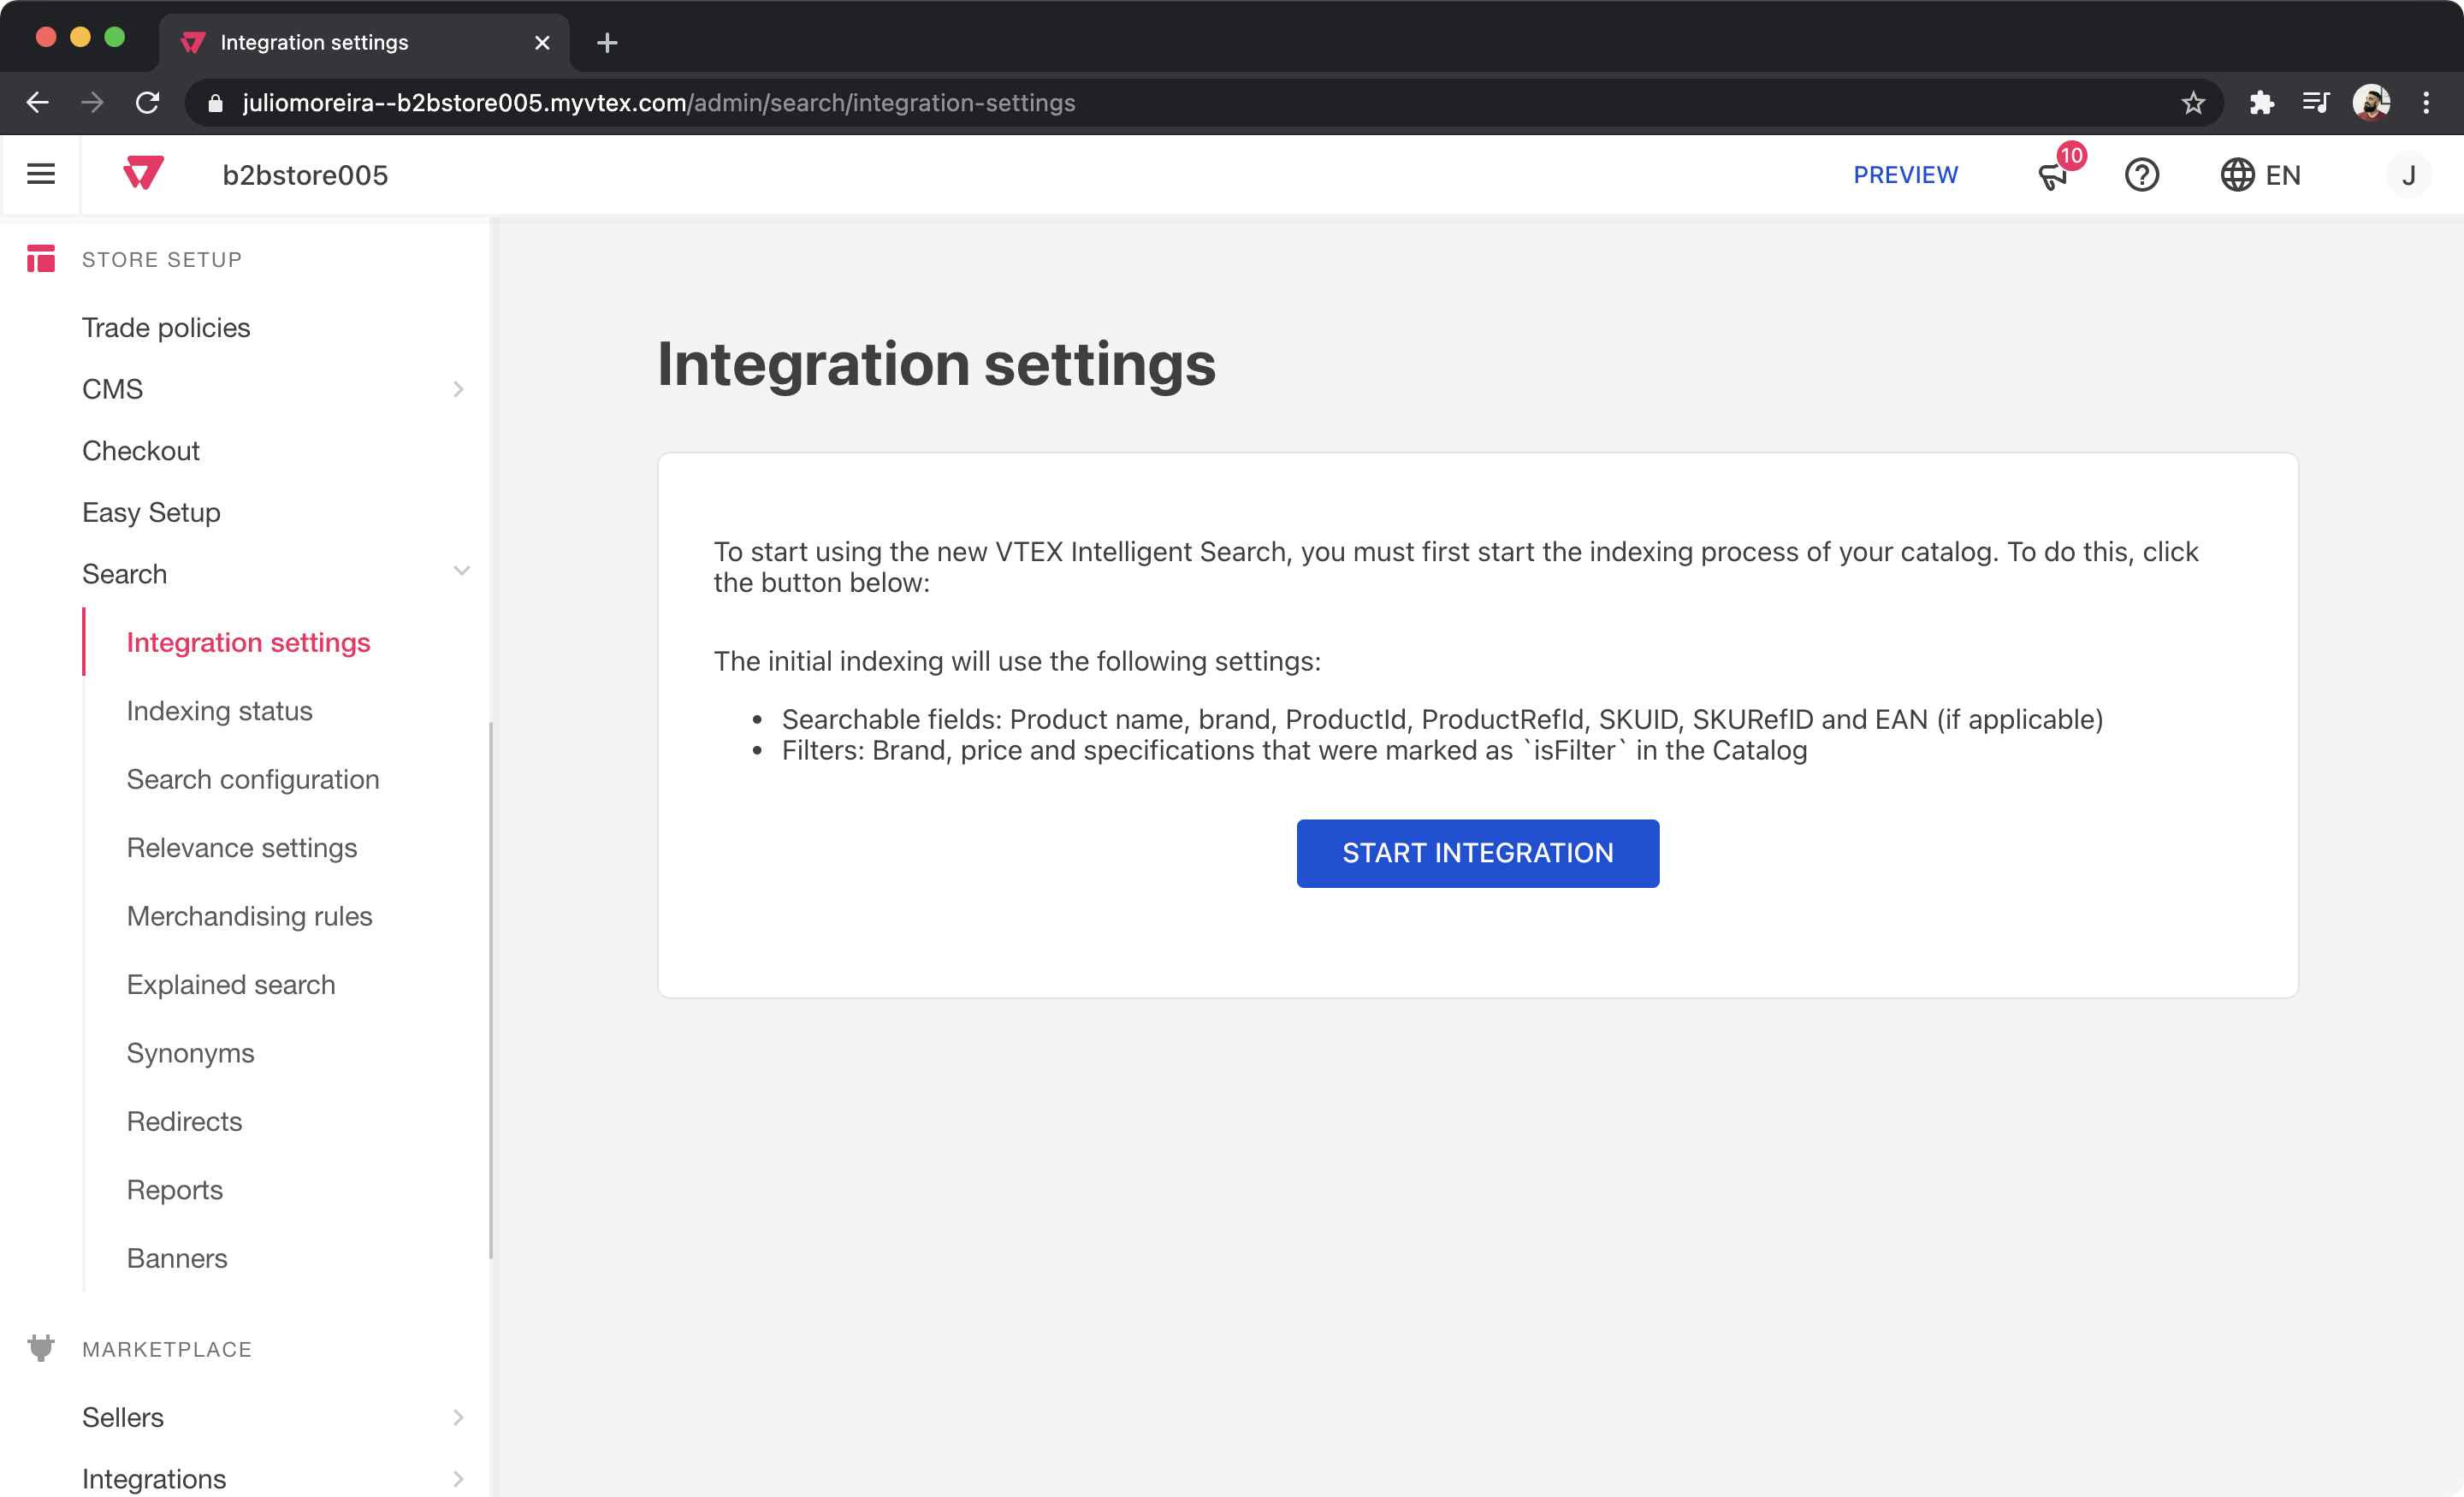 Integration settings
juliomoreira--b2bstore005.myvtex.com/admin/search/integration-settings
b2bstore005
PREVIEW
10
EN
J
STORE SETUP
Trade policies
CMS
Checkout
Easy Setup
Search
Integration settings
Indexing status
Search configuration
Relevance settings
Merchandising rules
Explained search
Synonyms
Redirects
Reports
Banners
MARKETPLACE
Sellers
Integrations
Integration settings
To start using the new VTEX Intelligent Search, you must first start the indexing process of your catalog. To do this, click
the button below:
The initial indexing will use the following settings:
• Searchable fields: Product name, brand, ProductId, ProductRefId, SKUID, SKURefID and EAN (if applicable)
• Filters: Brand, price and specifications that were marked as `isFilter` in the Catalog
START INTEGRATION